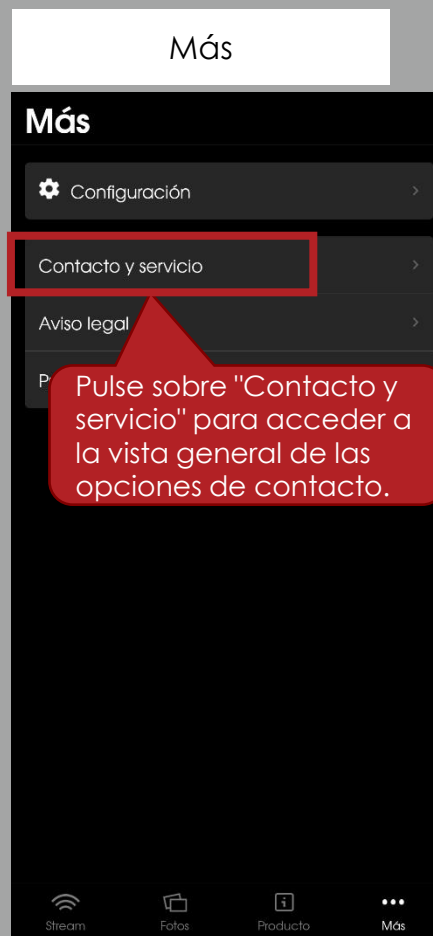 Más
Más
Configuración
Contacto y servicio
Aviso legal
Pulse sobre "Contacto y
servicio" para acceder a
la vista general de las
opciones de contacto.
Stream
Fotos
Producto
Más